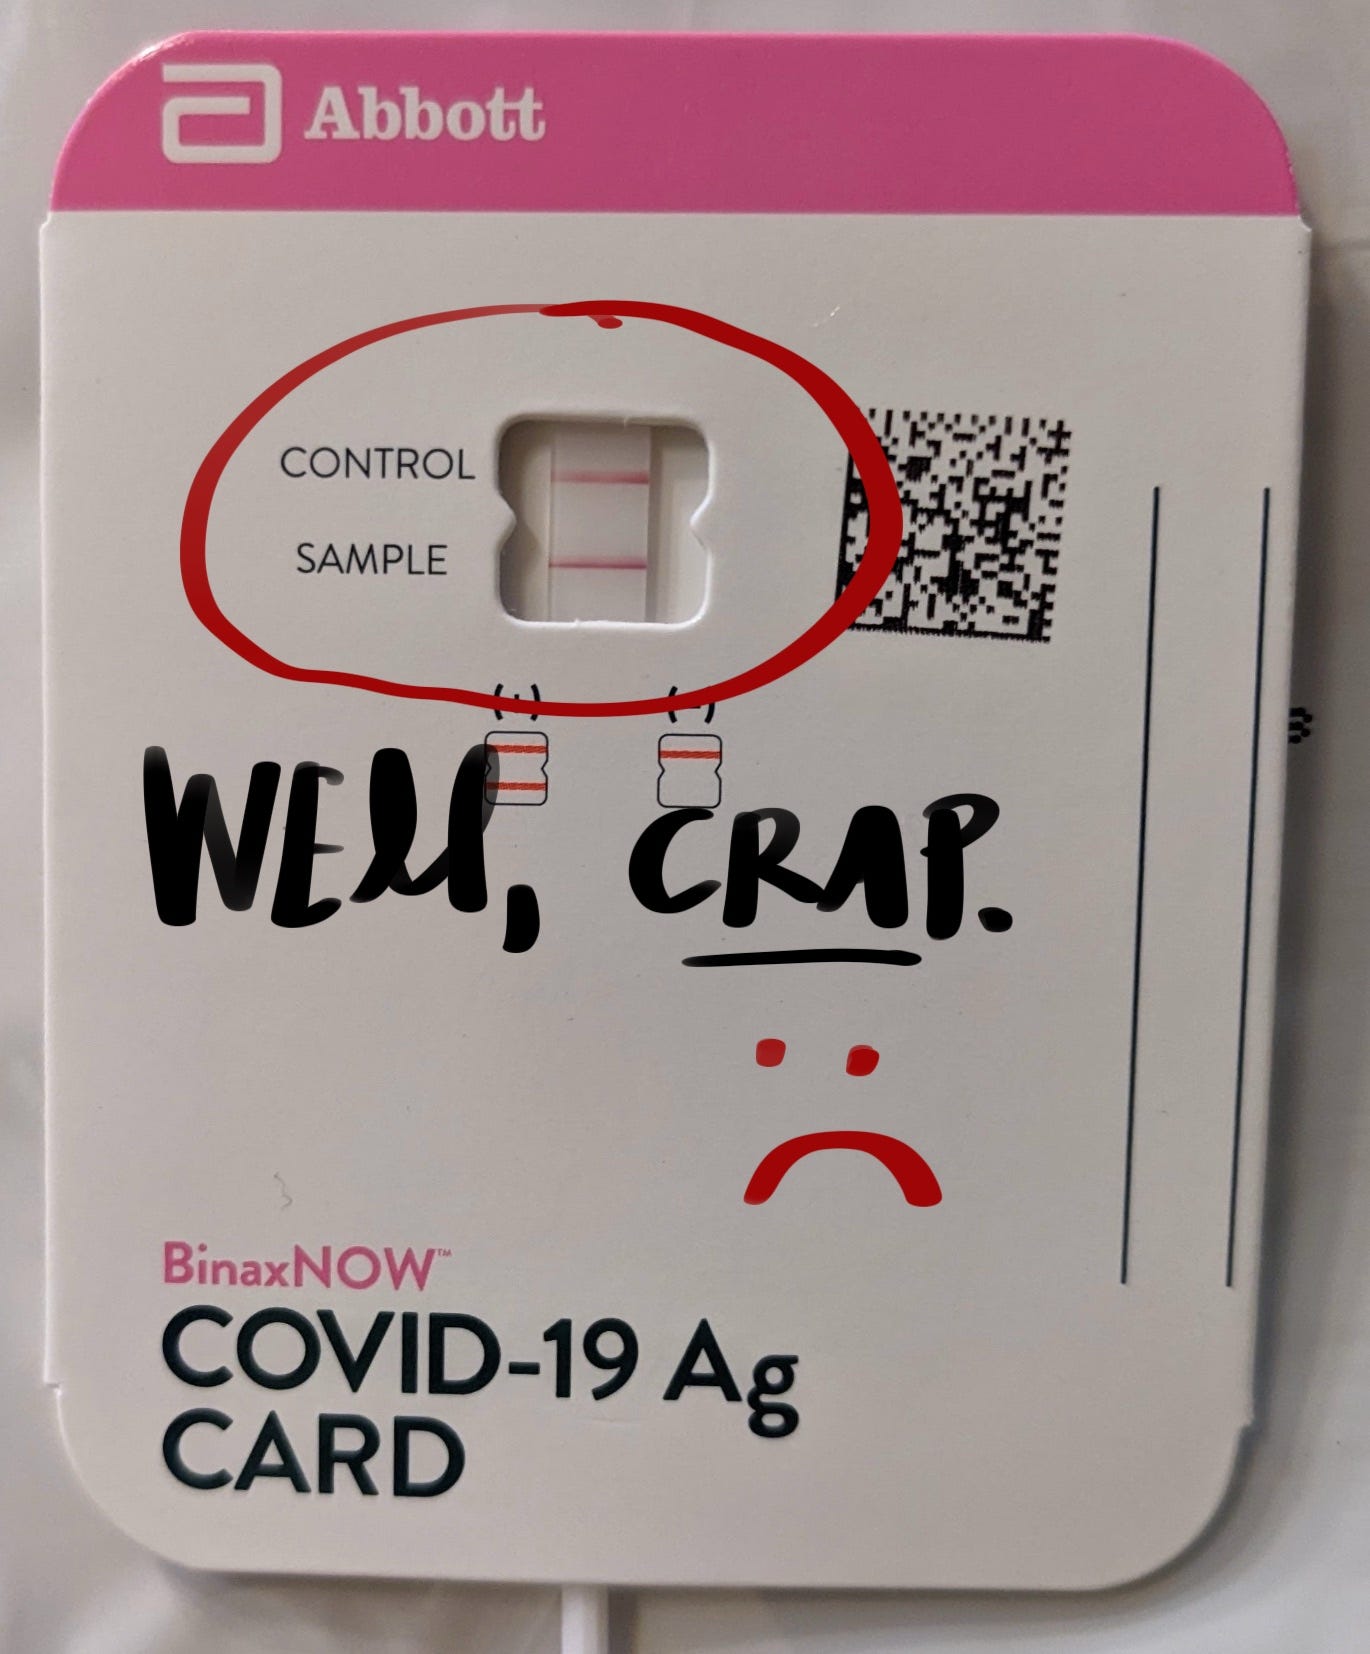 Abbott
CONTROL
SAMPLE
(+) (-)
WEll, CRAP.
BinaxNOW™
COVID-19 Ag
CARD